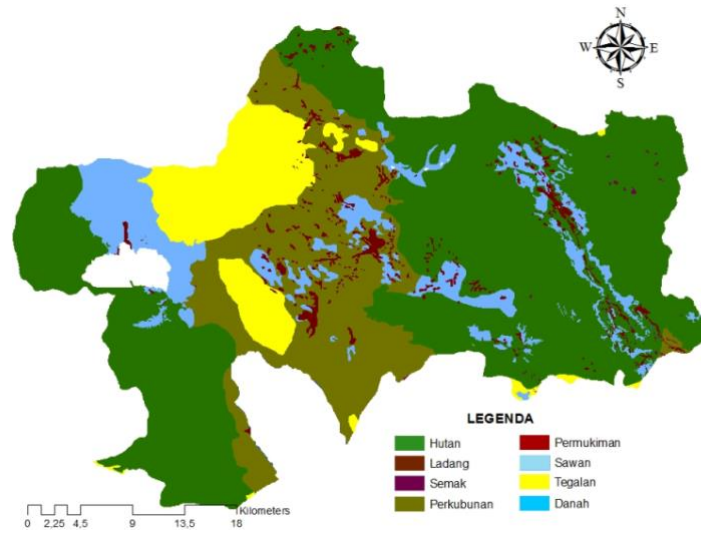 N
W E
S
LEGENDA
Hutan Permukiman
Ladang Sawan
Semak Tegalan
Perkubunan Danah
Kilometers
0 2,25 4,5 9 13,5 18